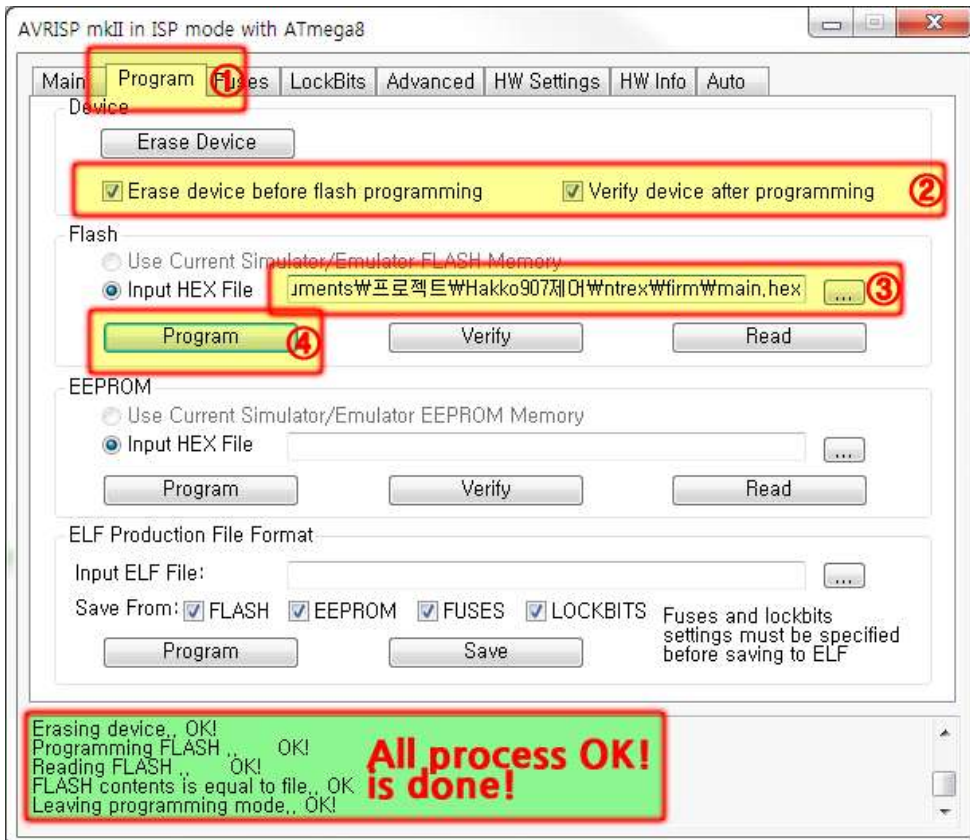 AVRISP mkII in ISP mode with ATmega8
Main Program ① Fuses LockBits Advanced HW Settings HW Info Auto
Device
Erase Device
Erase device before flash programming Verify device after programming ②
Flash
Use Current Simulator/Emulator FLASH Memory
Input HEX File uments₩프로젝트₩Hakko907제어₩ntrex₩firm₩main,hex ... ③
Program ④ Verify Read
EEPROM
Use Current Simulator/Emulator EEPROM Memory
Input HEX File ...
Program Verify Read
ELF Production File Format
Input ELF File: ...
Save From: FLASH EEPROM FUSES LOCKBITS Fuses and lockbits
settings must be specified
before saving to ELF
Program Save
Erasing device,, OK!
Programming FLASH ,, OK!
Reading FLASH ,, OK!
FLASH contents is equal to file,, OK
Leaving programming mode,, OK!
All process OK!
is done!